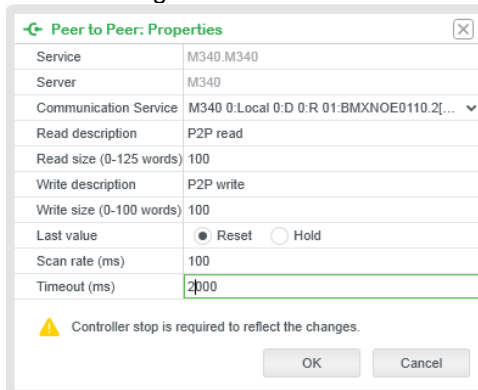 Peer to Peer: Properties
Service M340.M340
Server M340
Communication Service M340 0:Local 0:D 0:R 01:BMXNOE0110.2[...
Read description P2P read
Read size (0-125 words) 100
Write description P2P write
Write size (0-100 words) 100
Last value Reset Hold
Scan rate (ms) 100
Timeout (ms) 2000
Controller stop is required to reflect the changes.
OK Cancel